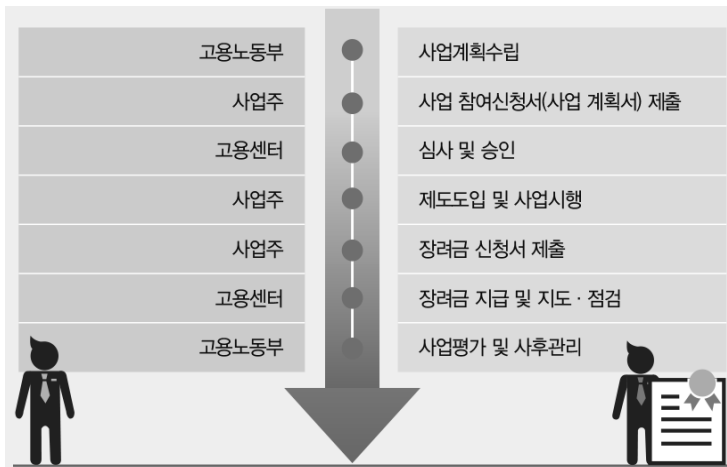 고용노동부 사업계획수립
사업주 사업 참여신청서(사업 계획서) 제출
고용센터 심사 및 승인
사업주 제도도입 및 사업시행
사업주 장려금 신청서 제출
고용센터 장려금 지급 및 지도 · 점검
고용노동부 사업평가 및 사후관리